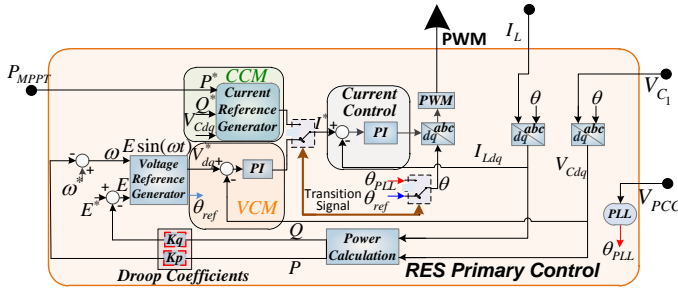 PWM
I_L
P_MPPT
CCM
P*
Q*
V_Cdq
Current
Reference
Generator
I*
Current
Control
PI
PWM
dq abc
θ
dq abc
θ
dq abc
V_C1
ω
E sin(ωt)
V_dq*
ω*
E
E*
Voltage
Reference
Generator
θ_ref
PI
VCM
Transition
Signal
θ_PLL
θ_ref
θ
I_Ldq
V_Cdq
V_PCC
PLL
θ_PLL
Q
P
Kq
Kp
Droop Coefficients
Power
Calculation
RES Primary Control